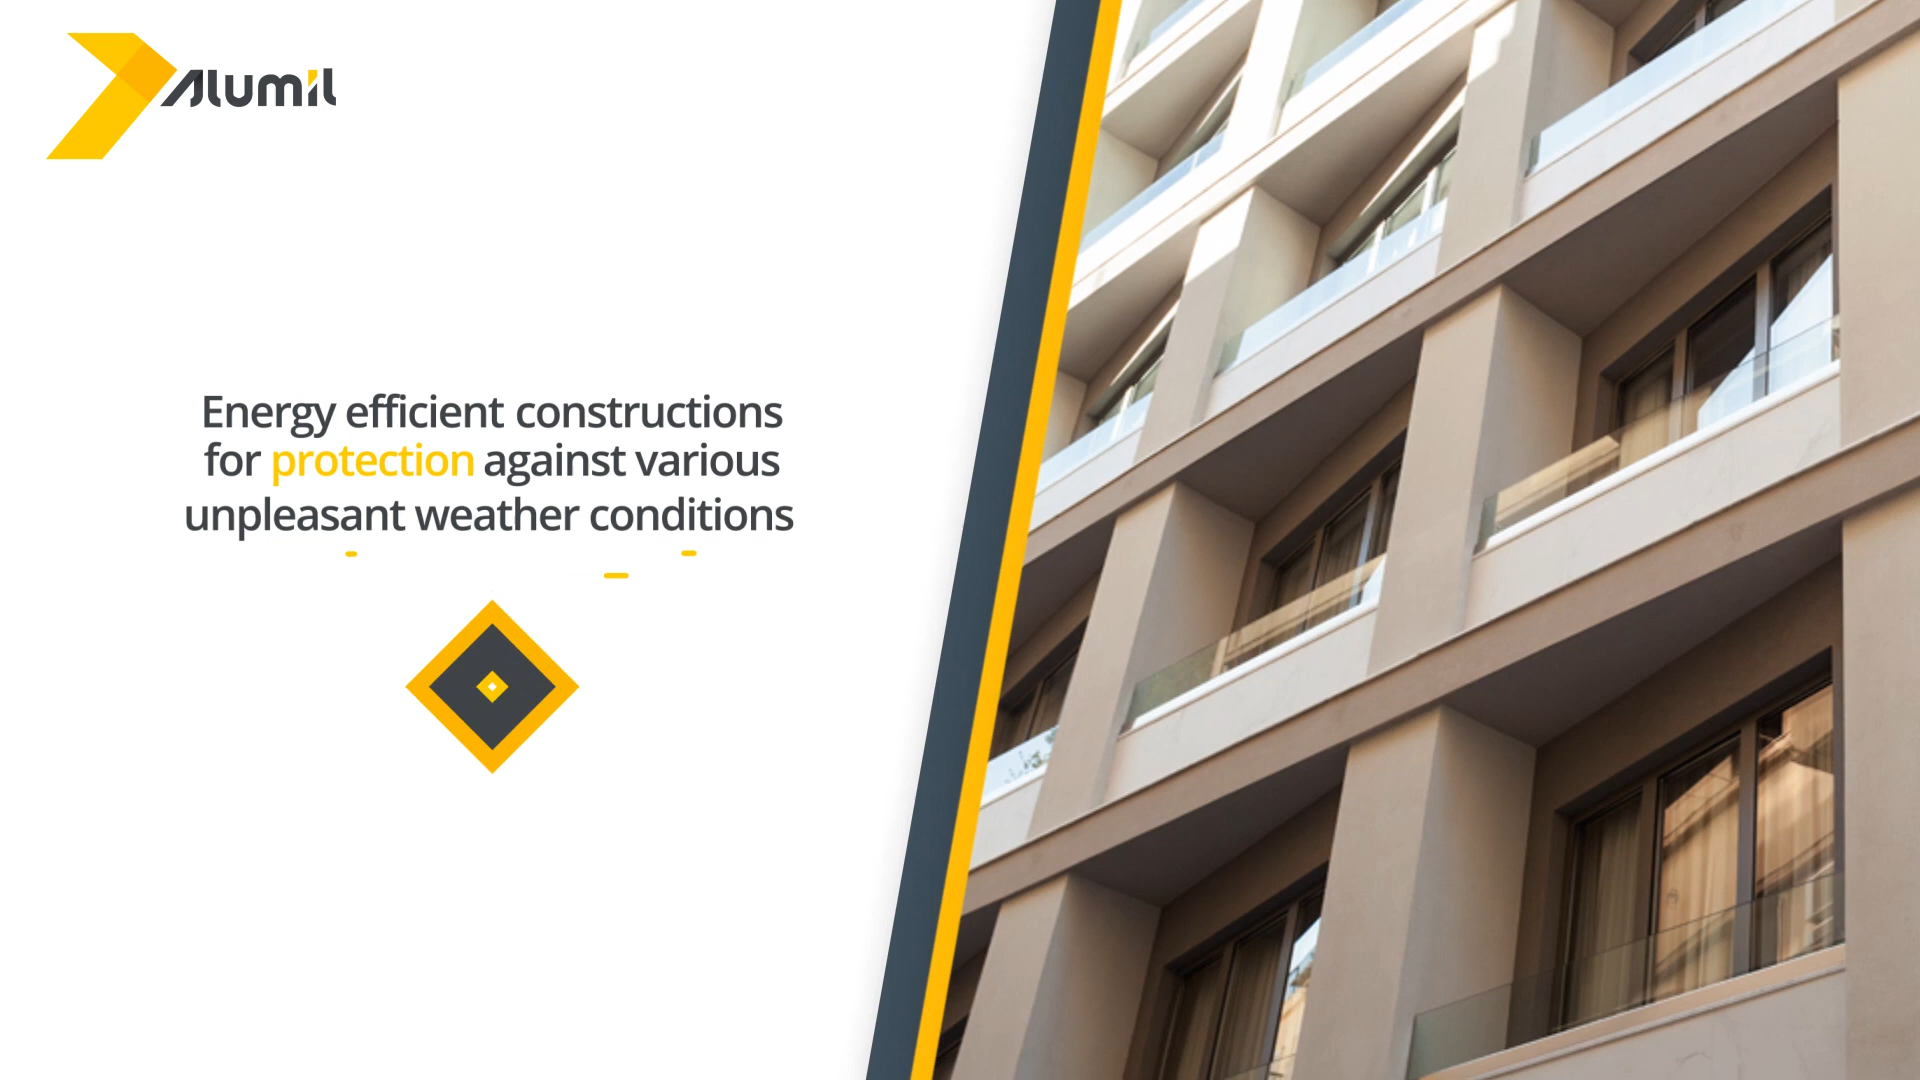 Alumil
Energy efficient constructions
for protection against various
unpleasant weather conditions